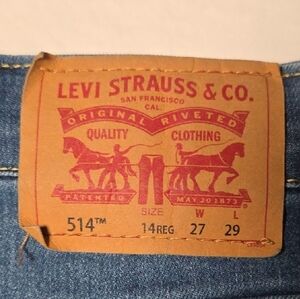 LEVI STRAUSS & CO.
SAN FRANCISCO
CAL.
ORIGINAL RIVETED
QUALITY CLOTHING
PATENTED MAY 20 1873
SIZE W L
514™ 14REG 27 29